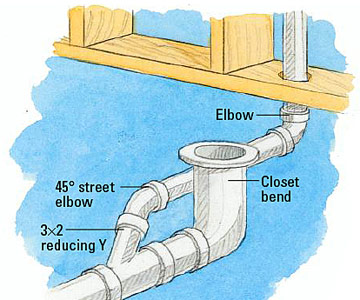 Elbow
Closet
bend
45° street
elbow
3×2
reducing Y